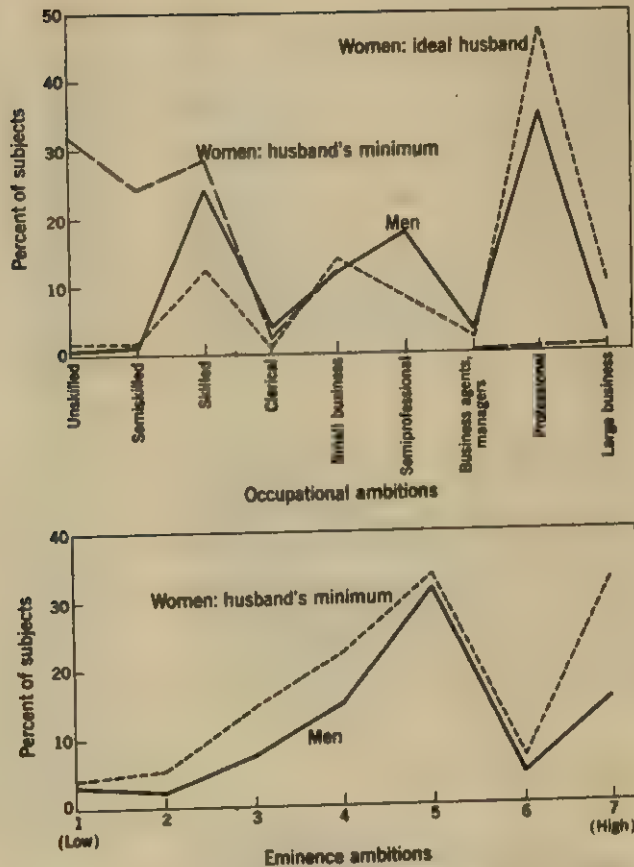 50
40
30
20
10
0
Percent of subjects
Women: ideal husband
Women: husband's minimum
Men
Unskilled
Semiskilled
Skilled
Clerical
Small business
Semiprofessional
Business agents,
managers
Professional
Large business
Occupational ambitions
40
30
20
10
0
Percent of subjects
Women: husband's minimum
Men
1 2 3 4 5 6 7
(Low) (High)
Eminence ambitions